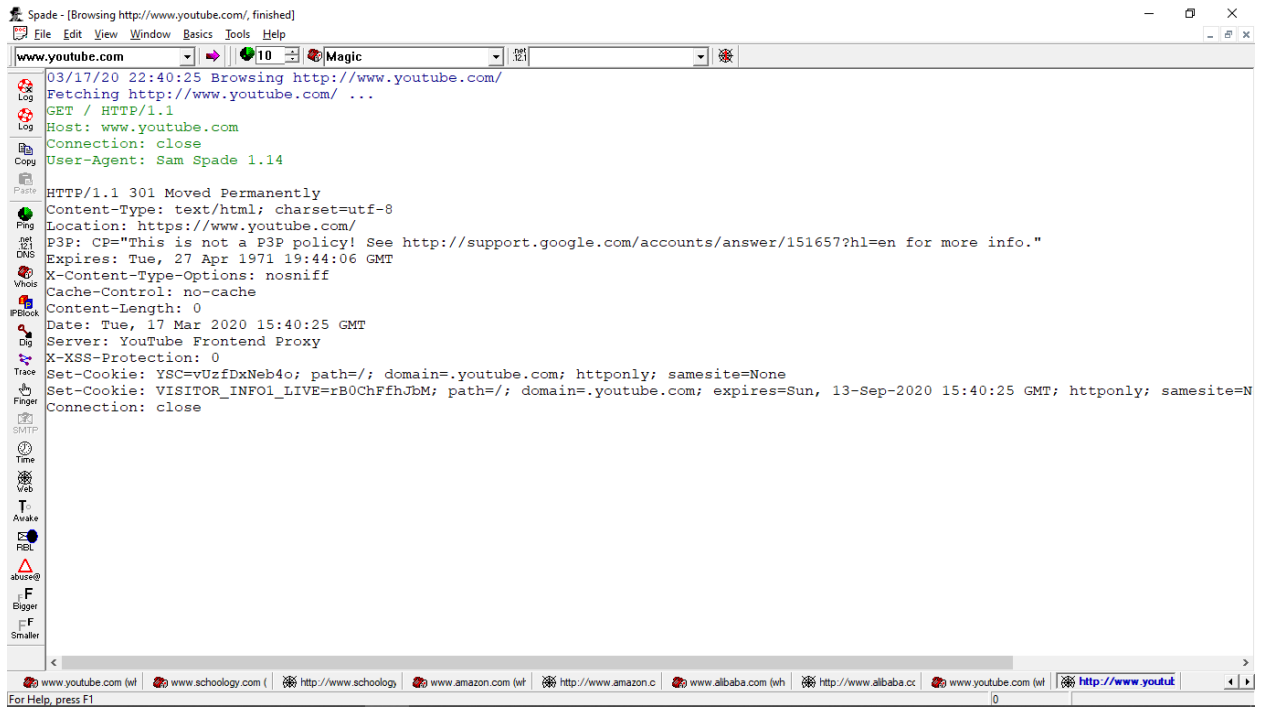 Spade - [Browsing http://www.youtube.com/, finished]
File Edit View Window Basics Tools Help
www.youtube.com 10 Magic .net .12.1
03/17/20 22:40:25 Browsing http://www.youtube.com/
Fetching http://www.youtube.com/ ...
GET / HTTP/1.1
Host: www.youtube.com
Connection: close
User-Agent: Sam Spade 1.14
HTTP/1.1 301 Moved Permanently
Content-Type: text/html; charset=utf-8
Location: https://www.youtube.com/
P3P: CP="This is not a P3P policy! See http://support.google.com/accounts/answer/151657?hl=en for more info."
Expires: Tue, 27 Apr 1971 19:44:06 GMT
X-Content-Type-Options: nosniff
Cache-Control: no-cache
Content-Length: 0
Date: Tue, 17 Mar 2020 15:40:25 GMT
Server: YouTube Frontend Proxy
X-XSS-Protection: 0
Set-Cookie: YSC=vUzfDxNeb4o; path=/; domain=.youtube.com; httponly; samesite=None
Set-Cookie: VISITOR_INFO1_LIVE=rB0ChFfhJbM; path=/; domain=.youtube.com; expires=Sun, 13-Sep-2020 15:40:25 GMT; httponly; samesite=N
Connection: close
Log
Log
Copy
Paste
Ping
.net
.12.1
DNS
Whois
IPBlock
Dig
Trace
Finger
SMTP
Time
Web
Awake
RBL
abuse@
Bigger
Smaller
www.youtube.com (wh www.schoology.com ( http://www.schoology www.amazon.com (wh http://www.amazon.c www.alibaba.com (wh http://www.alibaba.cc www.youtube.com (wh http://www.youtub
For Help, press F1 0